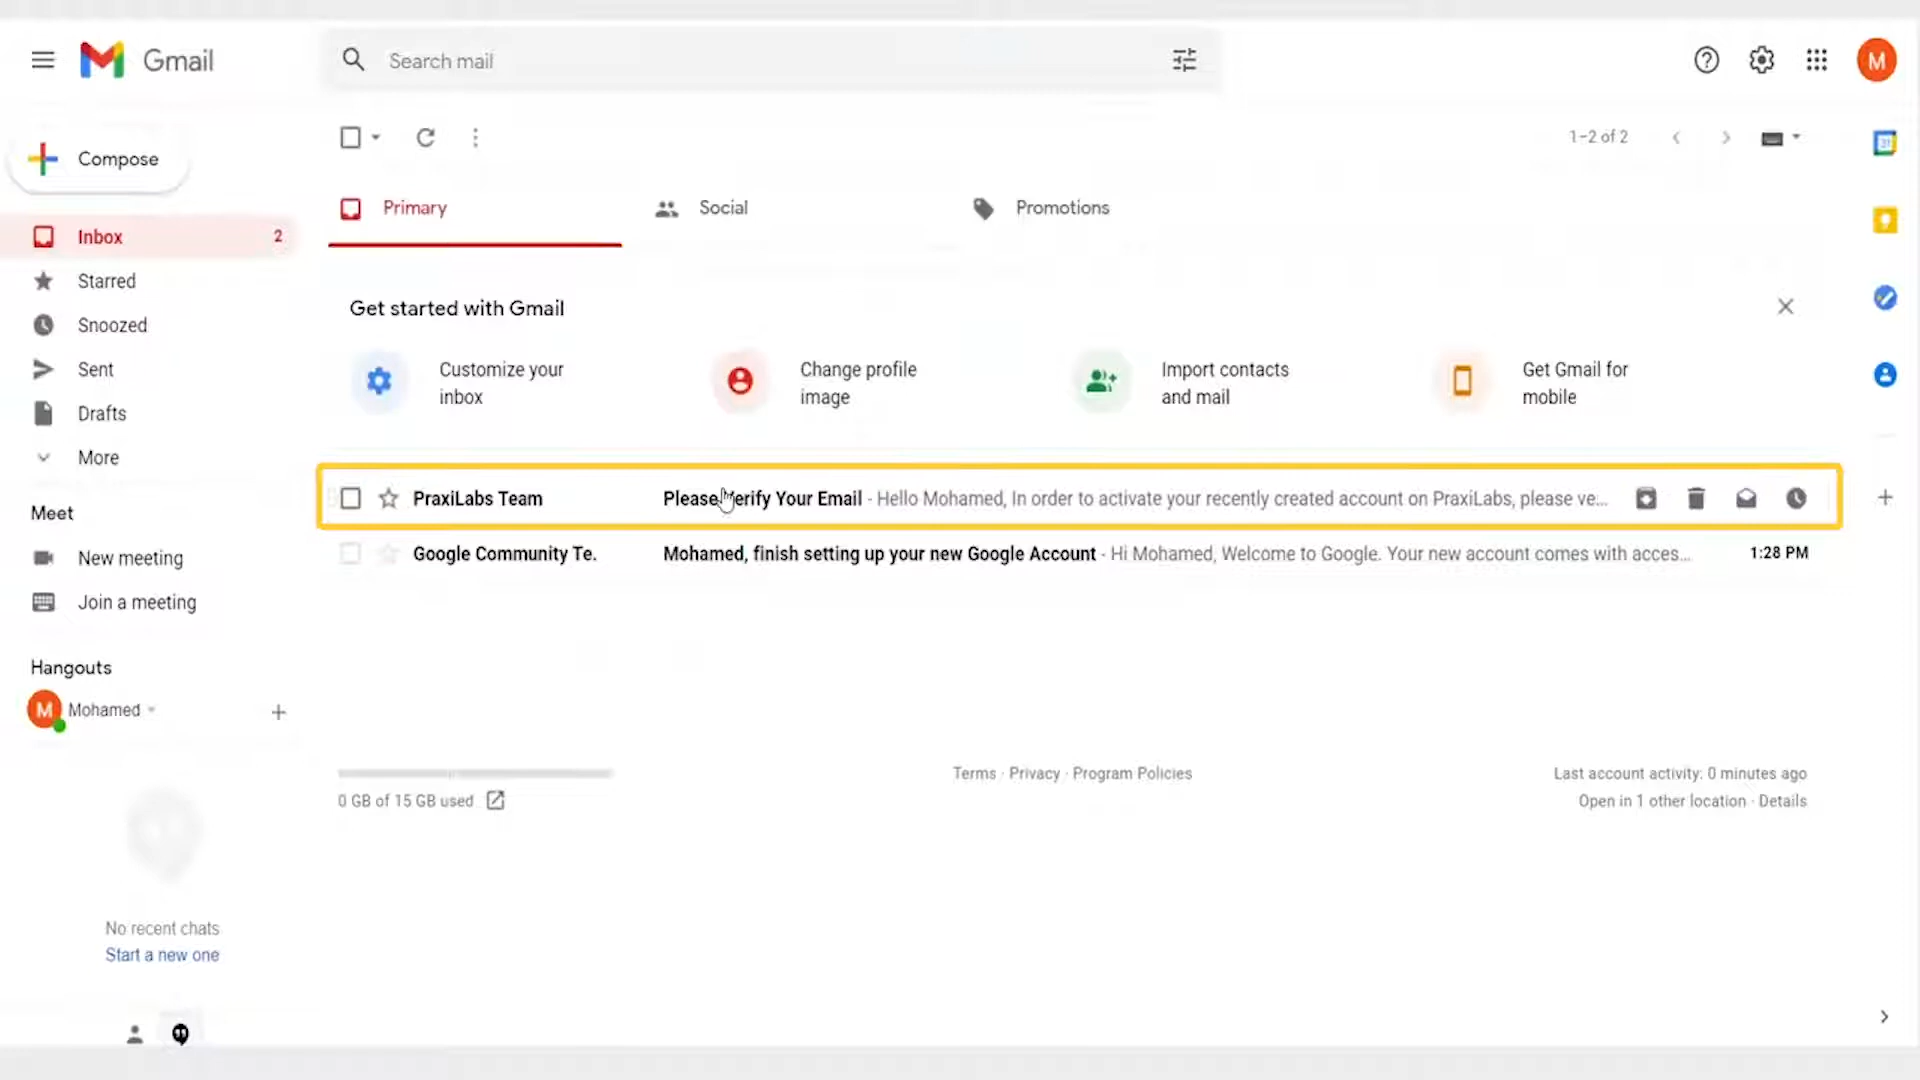 Gmail
Search mail
M
Compose
1–2 of 2
31
Primary
Social
Promotions
Inbox 2
Starred
Snoozed
Sent
Drafts
More
Get started with Gmail
Customize your
inbox
Change profile
image
Import contacts
and mail
Get Gmail for
mobile
PraxiLabs Team Please Verify Your Email - Hello Mohamed, In order to activate your recently created account on PraxiLabs, please ve...
Google Community Te. Mohamed, finish setting up your new Google Account - Hi Mohamed, Welcome to Google. Your new account comes with acces... 1:28 PM
Meet
New meeting
Join a meeting
Hangouts
M Mohamed
Terms · Privacy · Program Policies
Last account activity: 0 minutes ago
0 GB of 15 GB used
Open in 1 other location · Details
No recent chats
Start a new one